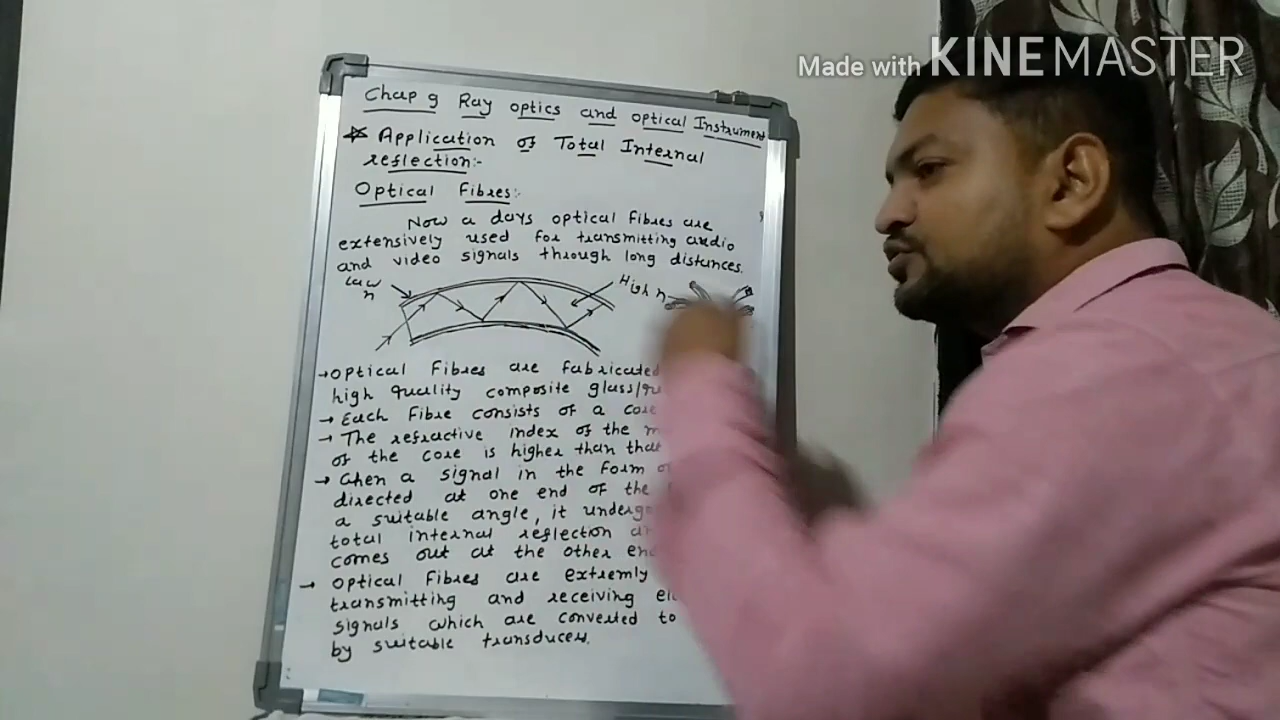 Made with KINEMASTER
Chap 9 Ray optics and optical Instrument
Application of Total Internal
reflection:-
Optical Fibres:-
Now a days optical fibres are
extensively used for transmitting audio
and video signals through long distances.
low
n
High n
→ Optical Fibres are fabricated
high quality composite glass/
→ Each Fibre consists of a core
→ The refractive index of the
of the core is higher than that
→ When a signal in the form
directed at one end of the
a suitable angle, it
total internal reflection
comes out at the other
→ Optical Fibres are extremly
transmitting and receiving
signals which are converted to
by suitable transducers.